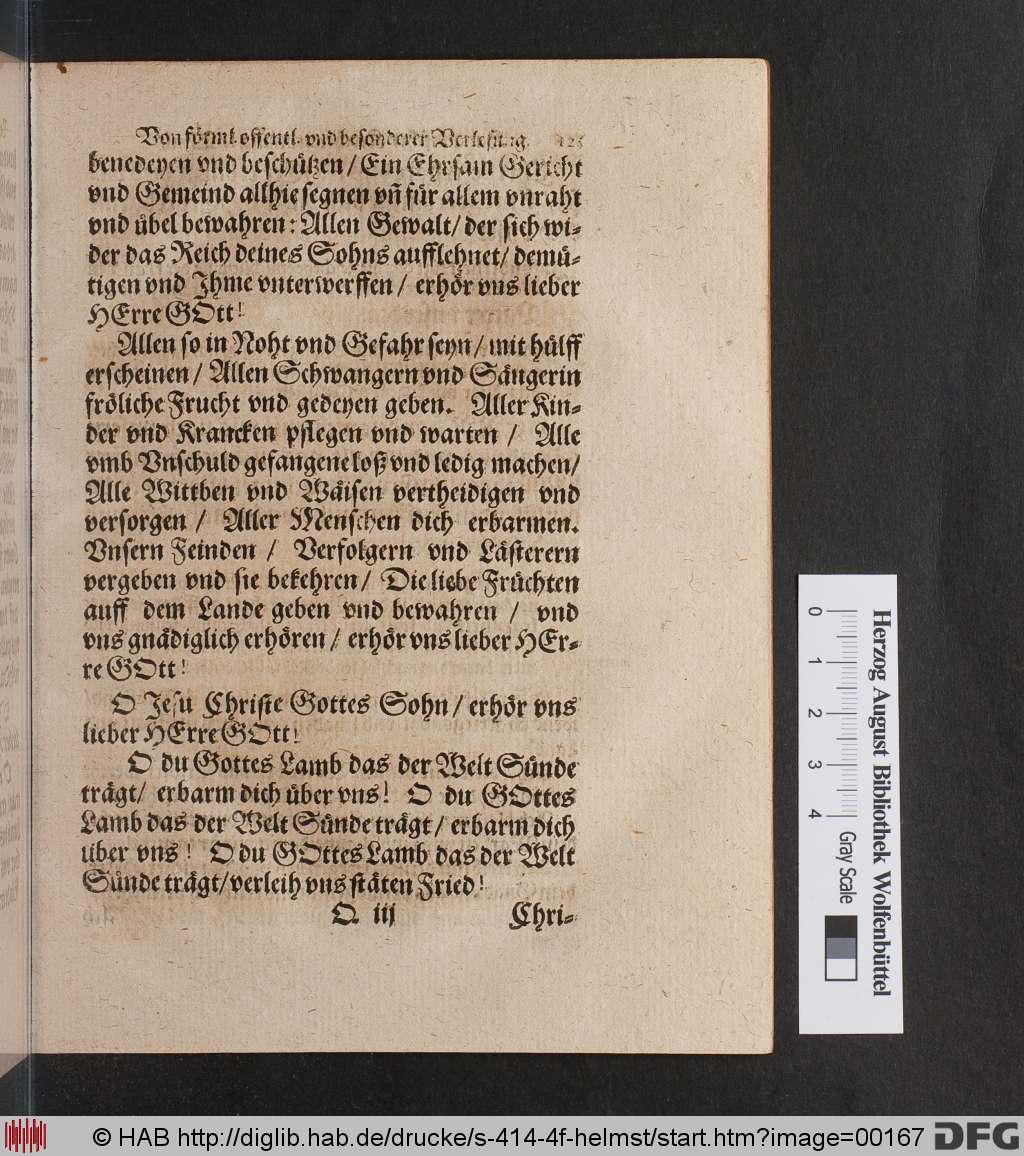 Von förml. offentl. vnd besonderer Verlesung. 125
benedeyen vnd beschützen / Ein Ehrsam Gericht
vnd Gemeind allhie segnen vñ für allem vnraht
vnd übel bewahren: Allen Gewalt / der sich wi-
der das Reich deines Sohns aufflehnet / demü-
tigen vnd Ihme vnterwerffen / erhör vns lieber
HErre GOtt!
Allen so in Noht vnd Gefahr seyn / mit hülff
erscheinen / Allen Schwangern vnd Säugerin
fröliche Frucht vnd gedeyen geben. Aller Kin-
der vnd Krancken pflegen vnd warten / Alle
vmb Vnschuld gefangene loß vnd ledig machen /
Alle Wittben vnd Wäisen vertheidigen vnd
versorgen / Aller Menschen dich erbarmen.
Vnsern Feinden / Verfolgern vnd Lästerern
vergeben vnd sie bekehren / Die liebe Früchten
auff dem Lande geben vnd bewahren / vnd
vns gnädiglich erhören / erhör vns lieber HEr-
re GOtt!
O Jesu Christe Gottes Sohn / erhör vns
lieber HErre GOtt!
O du Gottes Lamb das der Welt Sünde
trägt / erbarm dich über vns! O du GOttes
Lamb das der Welt Sünde trägt / erbarm dich
über vns! O du GOttes Lamb das der Welt
Sünde trägt / verleih vns stäten Fried!
Q iij Chri-
Herzog August Bibliothek Wolfenbüttel
0 1 2 3 4 Gray Scale
© HAB http://diglib.hab.de/drucke/s-414-4f-helmst/start.htm?image=00167 DFG